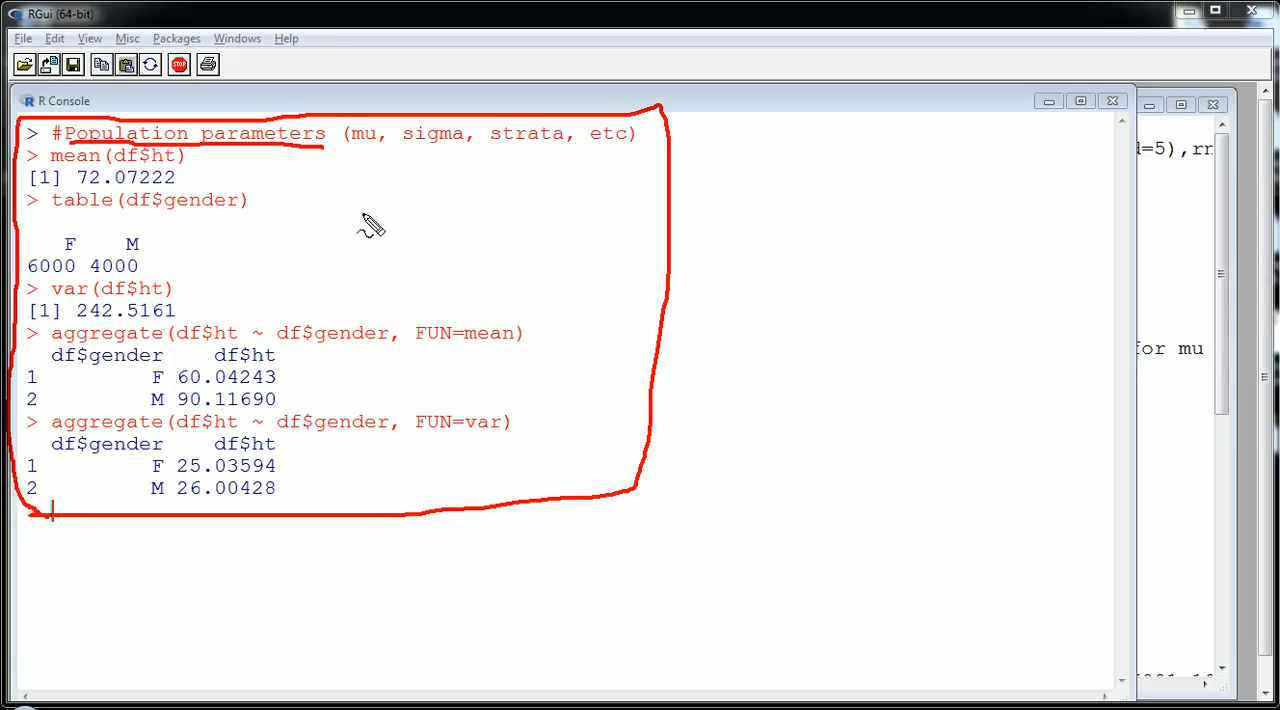 RGui (64-bit)
File Edit View Misc Packages Windows Help
STOP
R Console
> #Population parameters (mu, sigma, strata, etc)
> mean(df$ht)
[1] 72.07222
> table(df$gender)
F M
6000 4000
> var(df$ht)
[1] 242.5161
> aggregate(df$ht ~ df$gender, FUN=mean)
df$gender df$ht
1 F 60.04243
2 M 90.11690
> aggregate(df$ht ~ df$gender, FUN=var)
df$gender df$ht
1 F 25.03594
2 M 26.00428
=5),rn
for mu